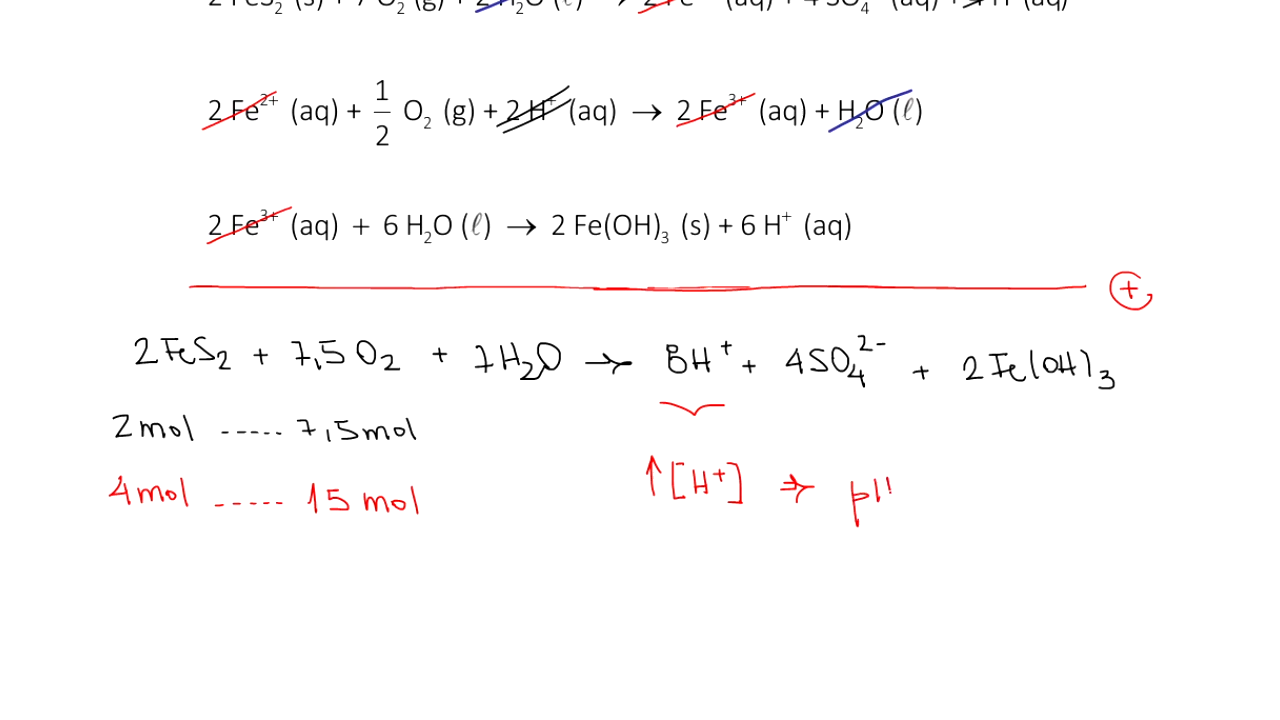 2 Fe²⁺ (aq) + 1/2 O₂ (g) + 2 H⁺ (aq) → 2 Fe³⁺ (aq) + H₂O (ℓ)
2 Fe³⁺ (aq) + 6 H₂O (ℓ) → 2 Fe(OH)₃ (s) + 6 H⁺ (aq)
+
2FeS₂ + 7,5 O₂ + 7H₂O → 8H⁺ + 4SO₄²⁻ + 2Fe(OH)₃
2mol ----- 7,5mol
4mol ----- 15 mol
↑[H⁺] →